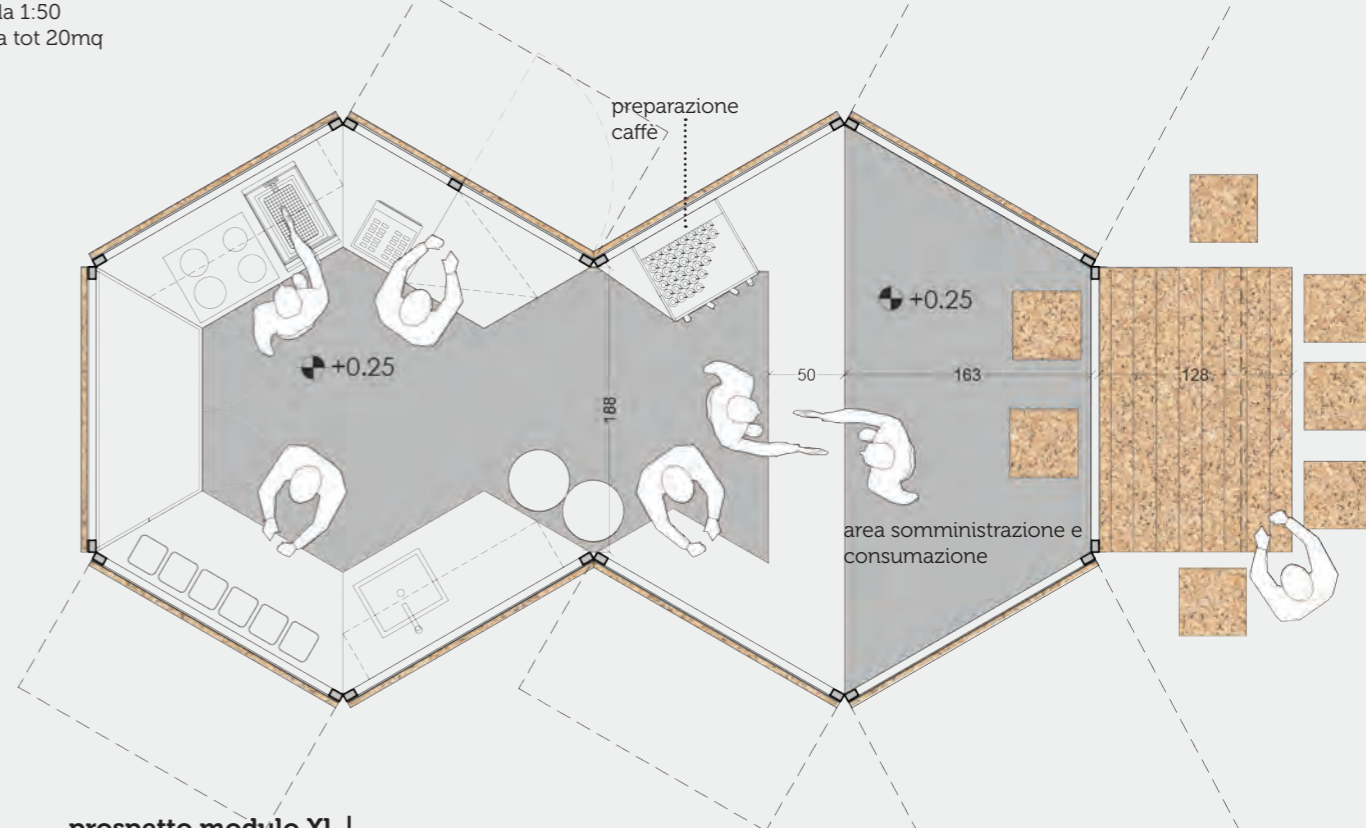 1:50
tot 20mq
preparazione
caffè
+0.25
+0.25
50
163
128
188
area somministrazione e
consumazione
prospetto modulo XL